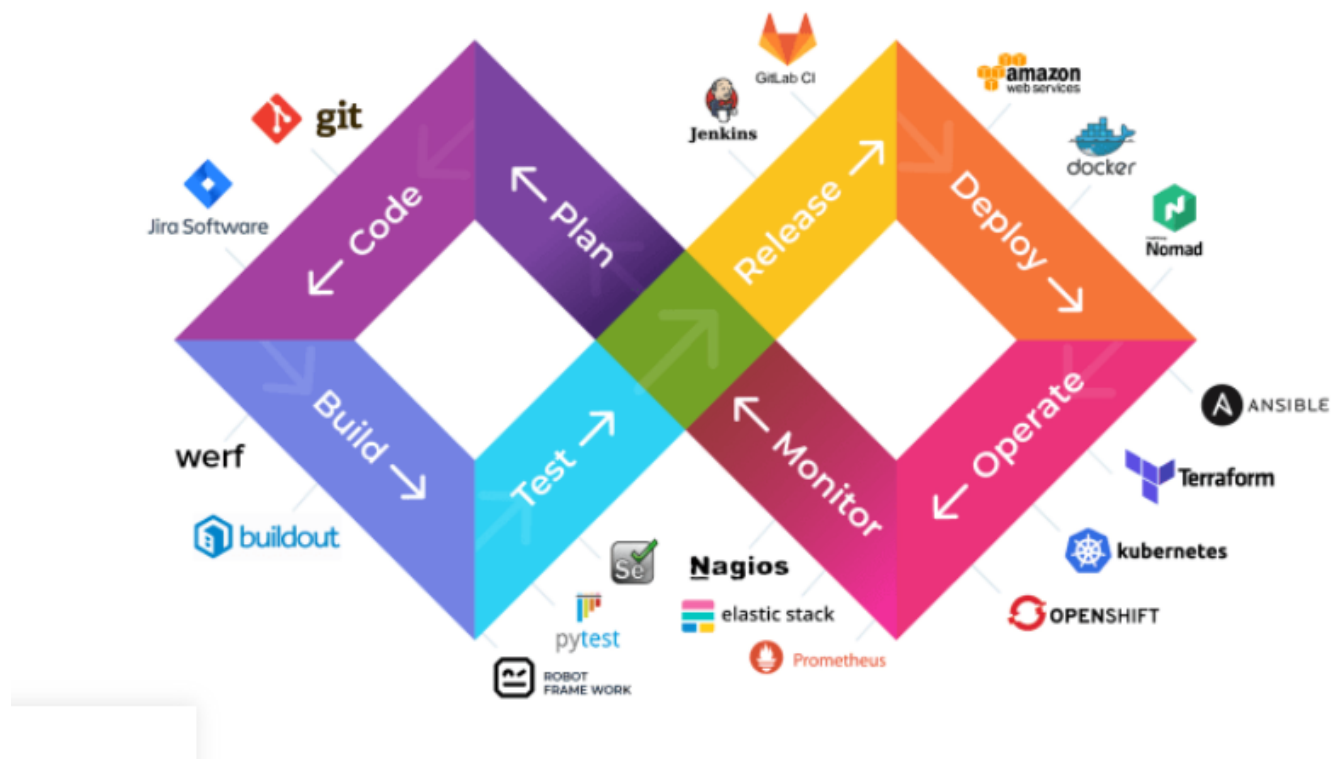 GitLab CI
Jenkins
amazon
web services
git
docker
Jira Software
Nomad
Code
Plan
Release
Deploy
Build
Test
Monitor
Operate
ANSIBLE
werf
Terraform
buildout
Se
Nagios
kubernetes
elastic stack
OPENSHIFT
pytest
Prometheus
ROBOT
FRAME WORK